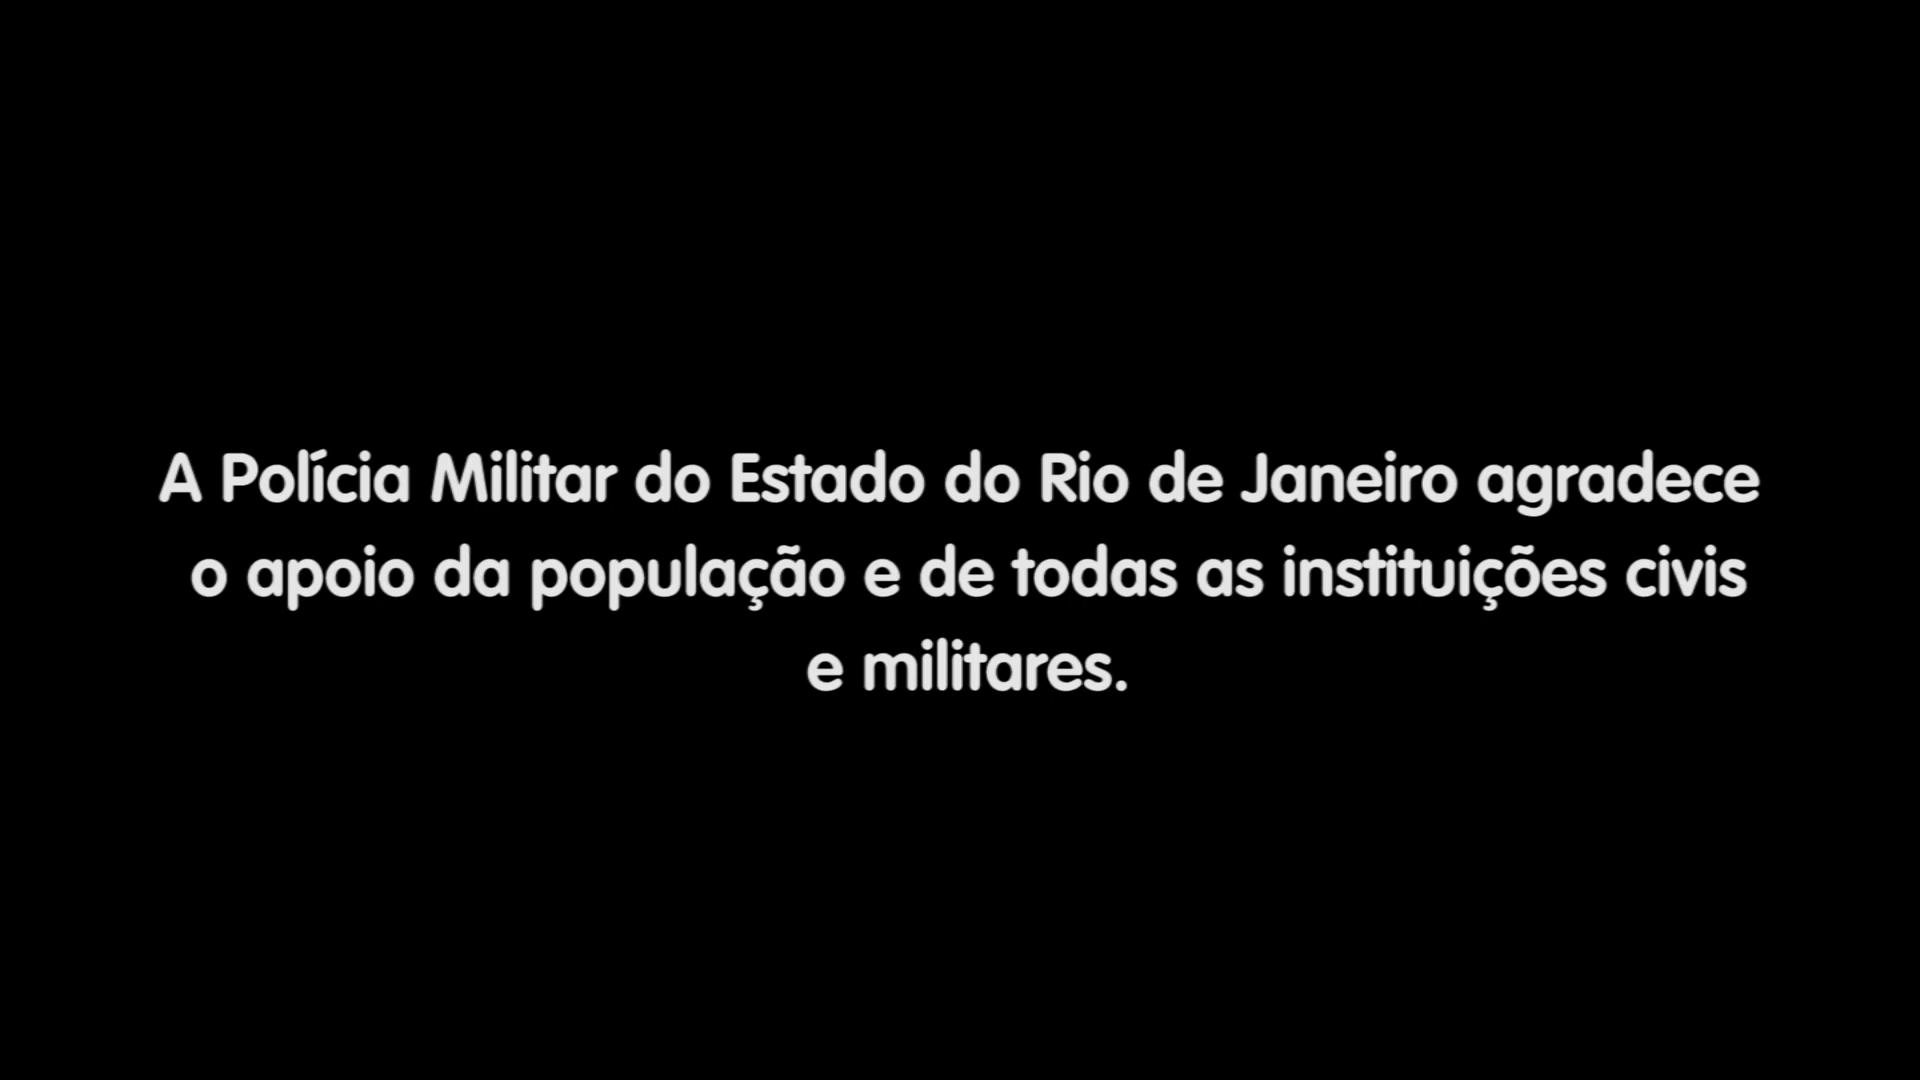 A Polícia Militar do Estado do Rio de Janeiro agradece
o apoio da população e de todas as instituições civis
e militares.